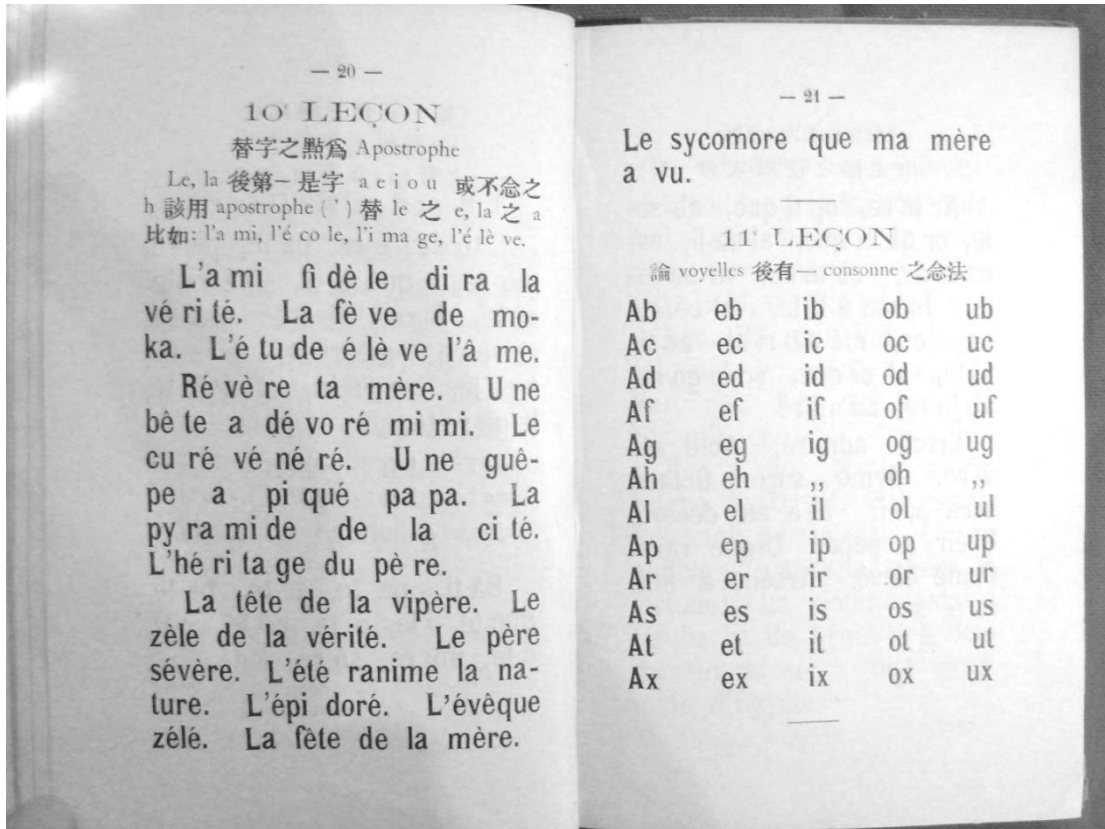 — 20 —
10e LEÇON
替字之點爲 Apostrophe
Le, la 後第一是字 a e i o u 或不念之
h 該用 apostrophe ( ' ) 替 le 之 e, la 之 a
比如: l'a mi, l'é co le, l'i ma ge, l'é lè ve.
L'a mi fi dè le di ra la
vé ri té. La fè ve de mo-
ka. L'é tu de é lè ve l'â me.
Ré vè re ta mère. U ne
bê te a dé vo ré mi mi. Le
cu ré vé né ré. U ne guê-
pe a pi qué pa pa. La
py ra mi de de la ci té.
L'hé ri ta ge du pè re.
La tête de la vipère. Le
zèle de la vérité. Le père
sévère. L'été ranime la na-
ture. L'épi doré. L'évêque
zélé. La fête de la mère.
— 21 —
Le sycomore que ma mère
a vu.
11e LEÇON
論 voyelles 後有一 consonne 之念法
Ab eb ib ob ub
Ac ec ic oc uc
Ad ed id od ud
Af ef if of uf
Ag eg ig og ug
Ah eh ,, oh ,,
Al el il ol ul
Ap ep ip op up
Ar er ir or ur
As es is os us
At et it ot ut
Ax ex ix ox ux